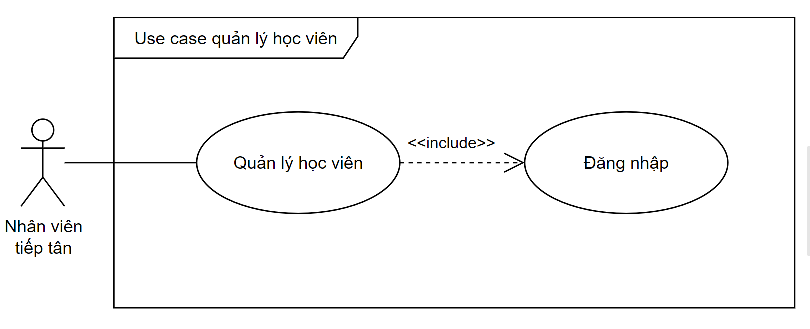 Use case quản lý học viên
<<include>>
Quản lý học viên
Đăng nhập
Nhân viên
tiếp tân